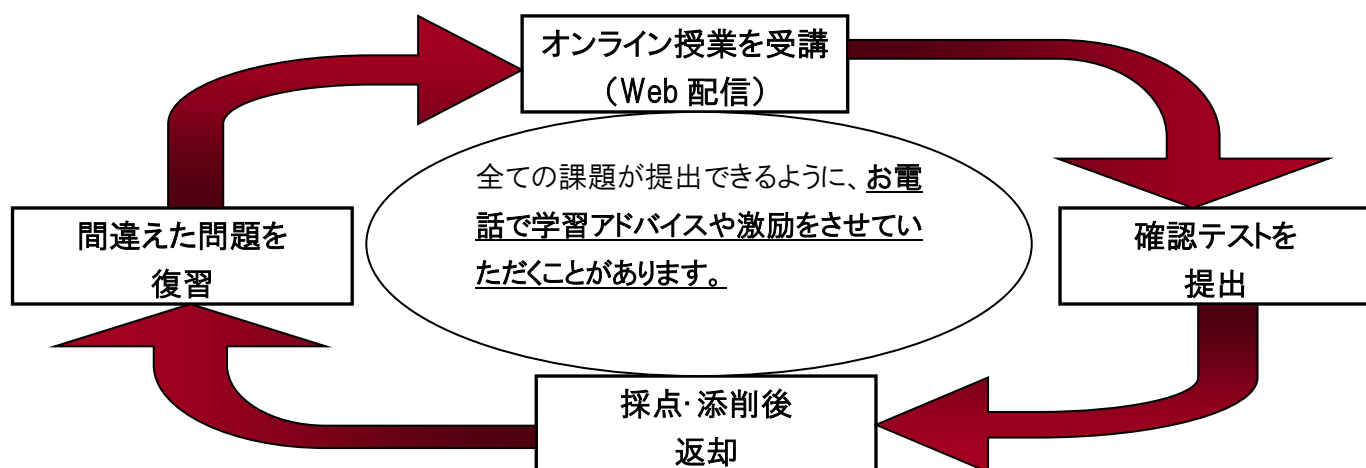 オンライン授業を受講
（Web 配信）
全ての課題が提出できるように、お電
話で学習アドバイスや激励をさせてい
ただくことがあります。
間違えた問題を
復習
確認テストを
提出
採点・添削後
返却